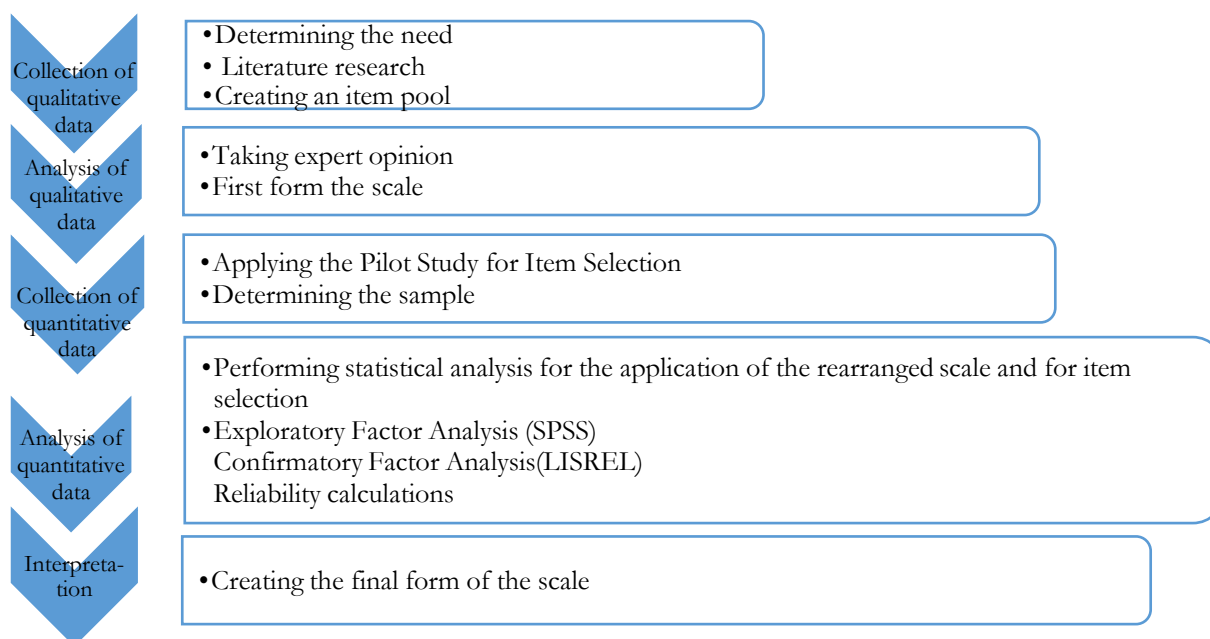 Collection of
qualitative
data
•Determining the need
• Literature research
•Creating an item pool
Analysis of
qualitative
data
•Taking expert opinion
•First form the scale
Collection of
quantitative
data
•Applying the Pilot Study for Item Selection
•Determining the sample
Analysis of
quantitative
data
•Performing statistical analysis for the application of the rearranged scale and for item
selection
•Exploratory Factor Analysis (SPSS)
Confirmatory Factor Analysis(LISREL)
Reliability calculations
Interpreta-
tion
•Creating the final form of the scale